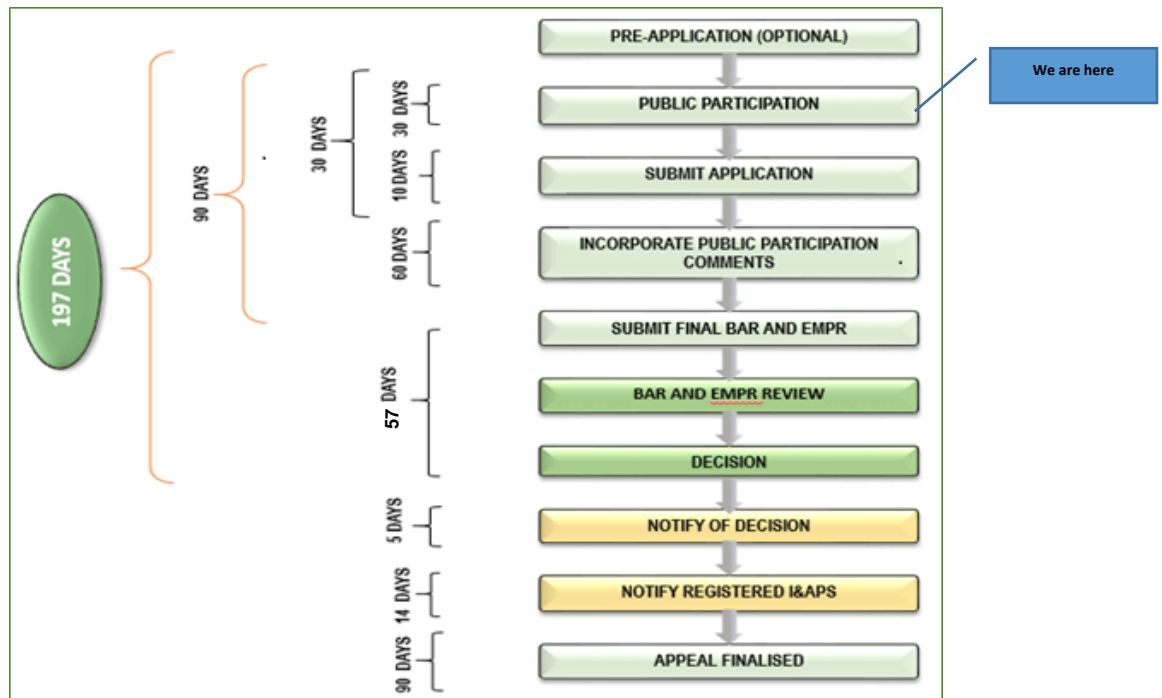 PRE-APPLICATION (OPTIONAL)
We are here
PUBLIC PARTICIPATION
30 DAYS
30 DAYS
SUBMIT APPLICATION
10 DAYS
90 DAYS
INCORPORATE PUBLIC PARTICIPATION
COMMENTS
60 DAYS
197 DAYS
SUBMIT FINAL BAR AND EMPR
BAR AND EMPR REVIEW
57 DAYS
DECISION
NOTIFY OF DECISION
5 DAYS
NOTIFY REGISTERED I&APS
14 DAYS
APPEAL FINALISED
90 DAYS